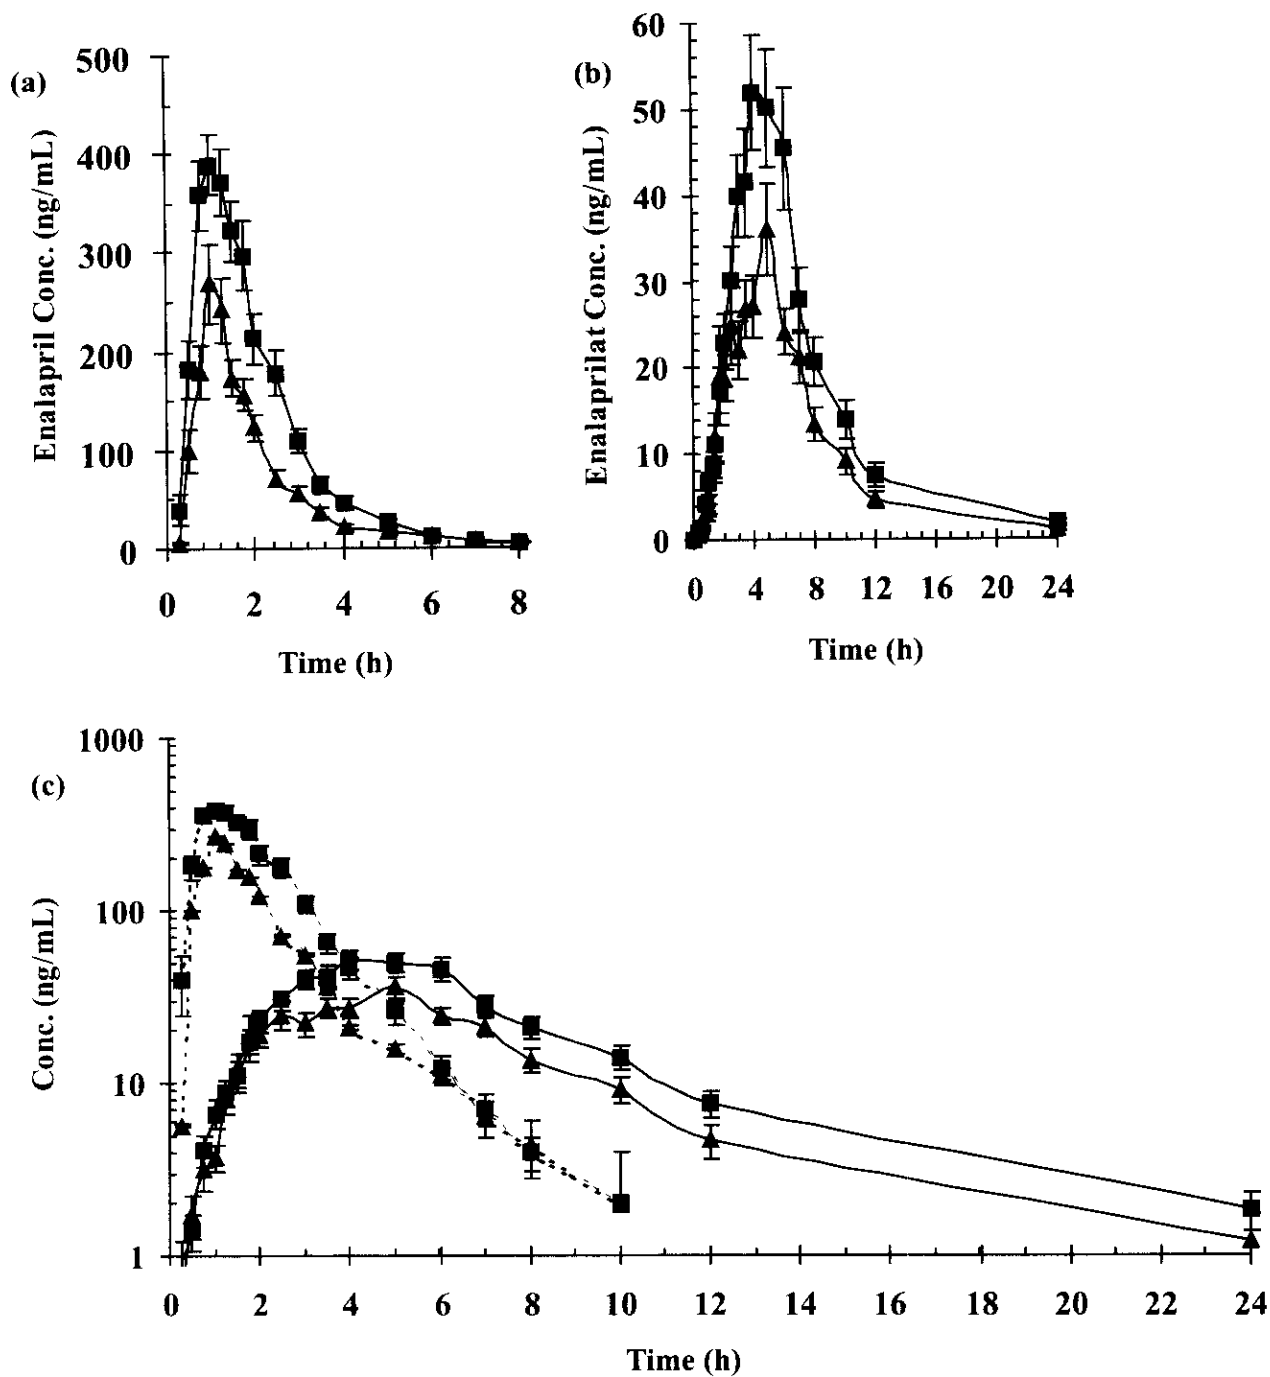 (a)
Enalapril Conc. (ng/mL)
500
400
300
200
100
0
0 2 4 6 8
Time (h)
(b)
Enalaprilat Conc. (ng/mL)
60
50
40
30
20
10
0
0 4 8 12 16 20 24
Time (h)
(c)
Conc. (ng/mL)
1000
100
10
1
0 2 4 6 8 10 12 14 16 18 20 22 24
Time (h)